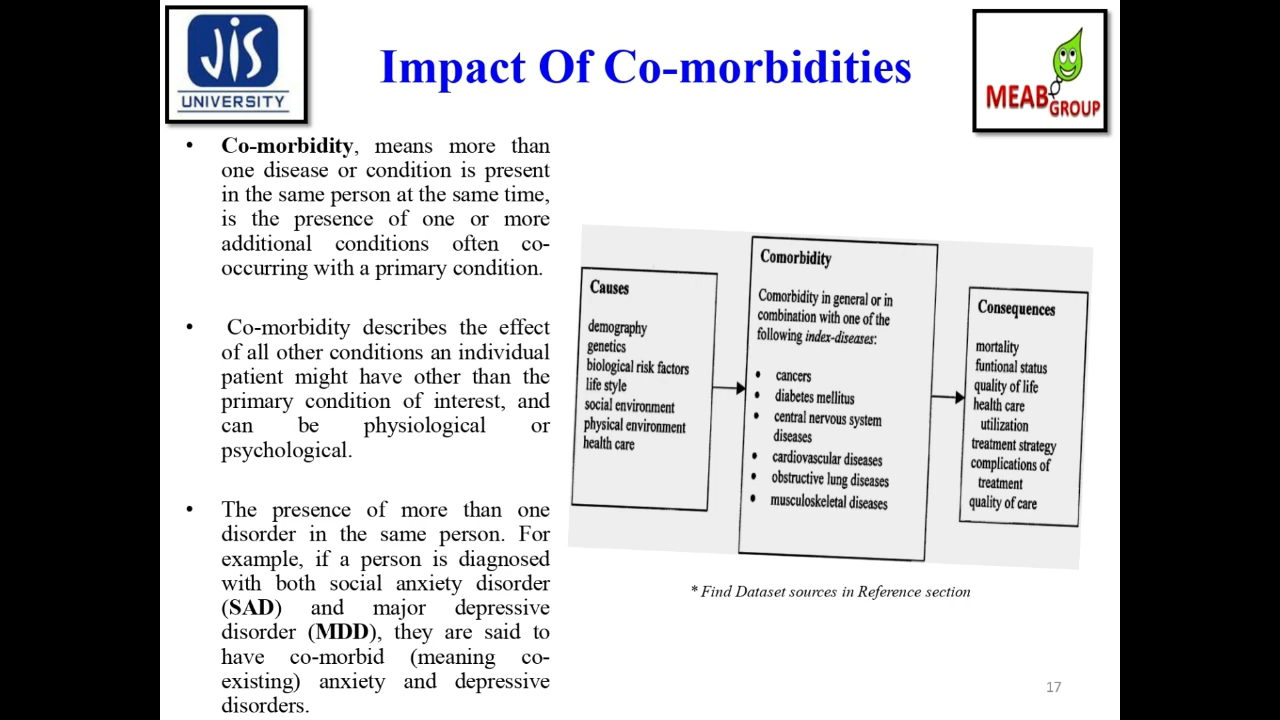 JIS
UNIVERSITY
Impact Of Co-morbidities
MEAB
GROUP
• Co-morbidity, means more than
one disease or condition is present
in the same person at the same time,
is the presence of one or more
additional conditions often co-
occurring with a primary condition.
• Co-morbidity describes the effect
of all other conditions an individual
patient might have other than the
primary condition of interest, and
can be physiological or
psychological.
• The presence of more than one
disorder in the same person. For
example, if a person is diagnosed
with both social anxiety disorder
(SAD) and major depressive
disorder (MDD), they are said to
have co-morbid (meaning co-
existing) anxiety and depressive
disorders.
Causes
demography
genetics
biological risk factors
life style
social environment
physical environment
health care
Comorbidity
Comorbidity in general or in
combination with one of the
following index-diseases:
• cancers
• diabetes mellitus
• central nervous system
diseases
• cardiovascular diseases
• obstructive lung diseases
• musculoskeletal diseases
Consequences
mortality
funtional status
quality of life
health care
utilization
treatment strategy
complications of
treatment
quality of care
* Find Dataset sources in Reference section
17